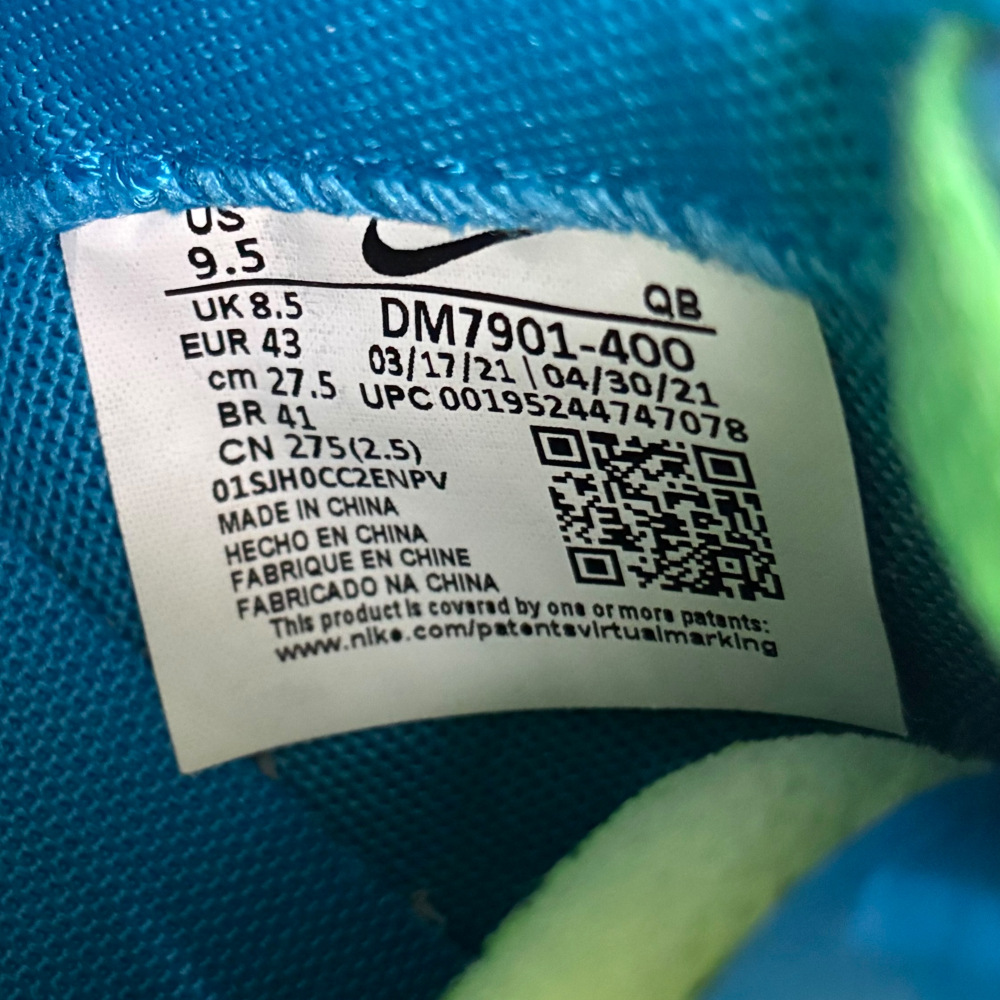 US
9.5
QB
UK 8.5
EUR 43
cm 27.5
BR 41
CN 275(2.5)
DM7901-400
03/17/21 | 04/30/21
UPC 00195244747078
01SJH0CC2ENPV
MADE IN CHINA
HECHO EN CHINA
FABRIQUE EN CHINE
FABRICADO NA CHINA
This product is covered by one or more patents:
www.nike.com/patentsvirtualmarking